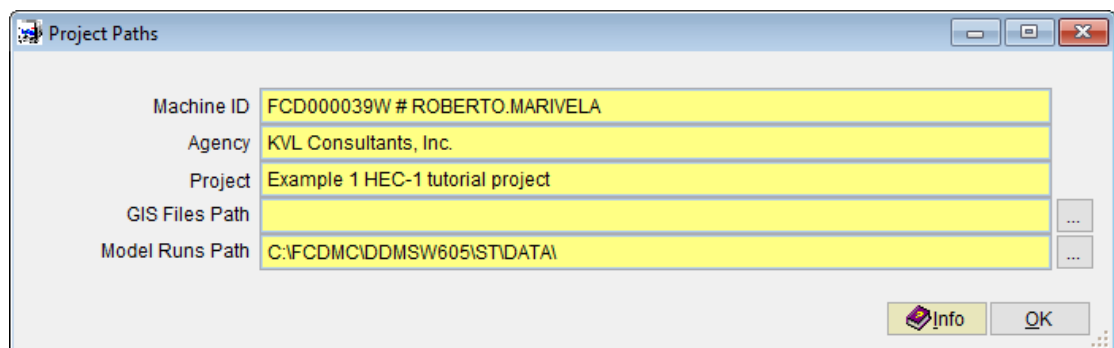 Project Paths
Machine ID FCD000039W # ROBERTO.MARIVELA
Agency KVL Consultants, Inc.
Project Example 1 HEC-1 tutorial project
GIS Files Path ...
Model Runs Path C:\FCDMC\DDMSW605\ST\DATA\ ...
Info OK